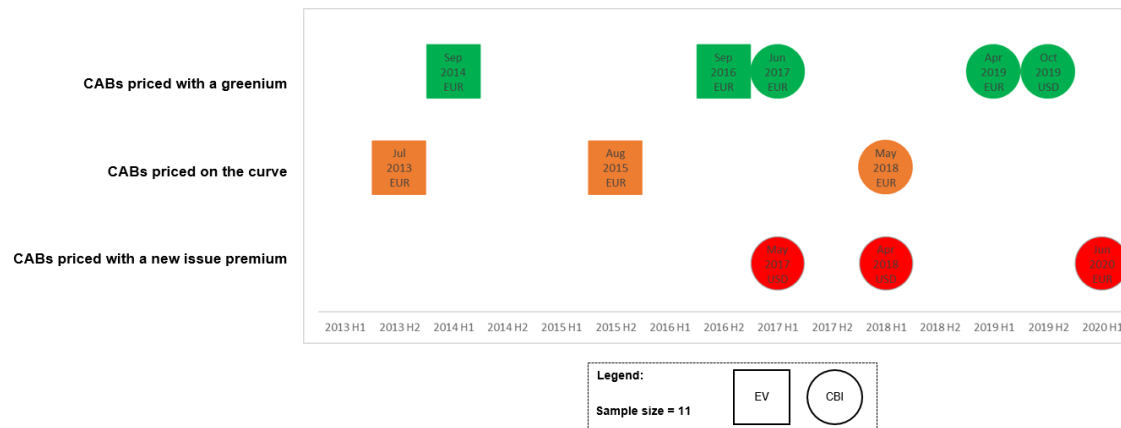 Sep
2014
EUR
Sep
2016
EUR
Jun
2017
EUR
Apr
2019
EUR
Oct
2019
USD
CABs priced with a greenium
Jul
2013
EUR
Aug
2015
EUR
May
2018
EUR
CABs priced on the curve
May
2017
USD
Apr
2018
USD
Jun
2020
EUR
CABs priced with a new issue premium
2013 H1 2013 H2 2014 H1 2014 H2 2015 H1 2015 H2 2016 H1 2016 H2 2017 H1 2017 H2 2018 H1 2018 H2 2019 H1 2019 H2 2020 H1
Legend:
Sample size = 11
EV
CBI